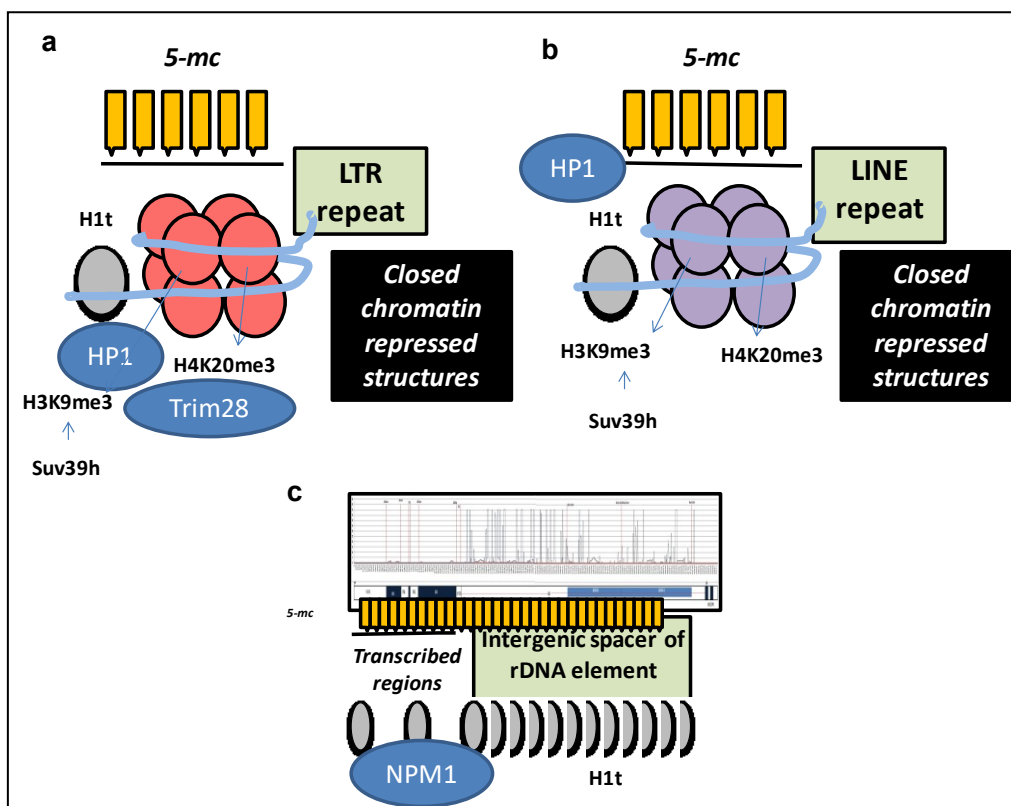 a
5-mc
LTR
repeat
H1t
HP1
H4K20me3
H3K9me3
Trim28
Suv39h
Closed
chromatin
repressed
structures
b
5-mc
HP1
LINE
repeat
H1t
H3K9me3
H4K20me3
Suv39h
Closed
chromatin
repressed
structures
c
5-mc
Transcribed
regions
Intergenic spacer of
rDNA element
NPM1
H1t